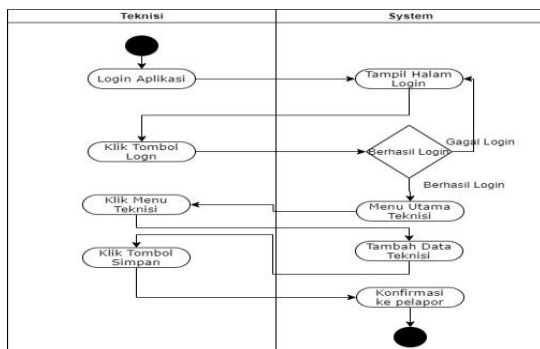 Teknisi
System
Login Aplikasi
Tampil Halam
Login
Klik Tombol
Logn
Berhasil Login
Gagal Login
Berhasil Login
Klik Menu
Teknisi
Menu Utama
Teknisi
Klik Tombol
Simpan
Tambah Data
Teknisi
Konfirmasi
ke pelapor